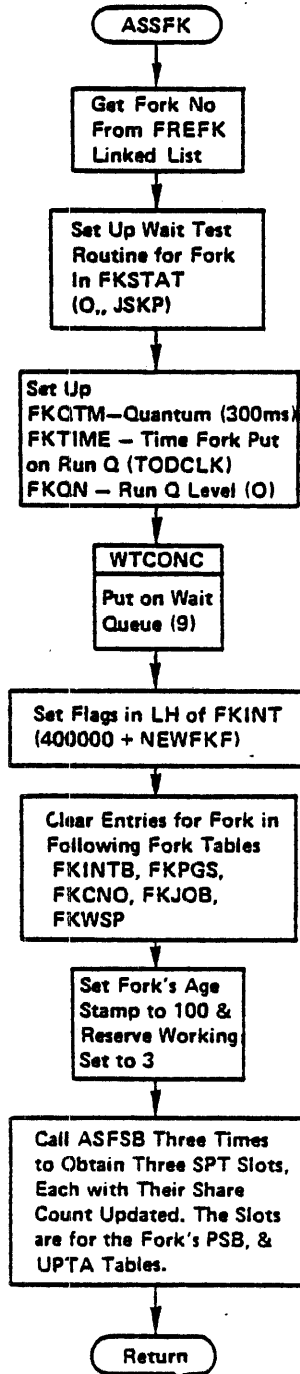 ASSFK
Get Fork No
From FREFK
Linked List
Set Up Wait Test
Routine for Fork
In FKSTAT
(O,, JSKP)
Set Up
FKQTM—Quantum (300ms)
FKTIME – Time Fork Put
on Run Q (TODCLK)
FKQN – Run Q Level (O)
WTCONC
Put on Wait
Queue (9)
Set Flags in LH of FKINT
(400000 + NEWFKF)
Clear Entries for Fork in
Following Fork Tables
FKINTB, FKPGS,
FKCNO, FKJOB,
FKWSP
Set Fork's Age
Stamp to 100 &
Reserve Working
Set to 3
Call ASFSB Three Times
to Obtain Three SPT Slots,
Each with Their Share
Count Updated. The Slots
are for the Fork's PSB, &
UPTA Tables.
Return